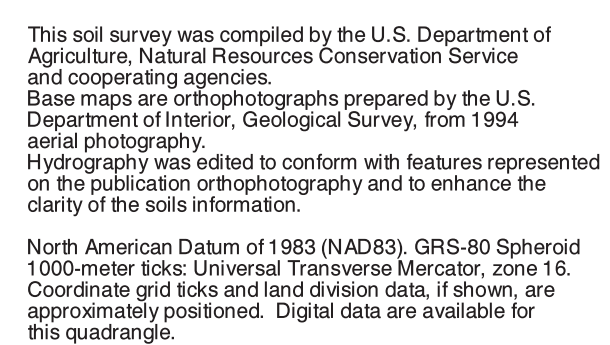 This soil survey was compiled by the U.S. Department of
Agriculture, Natural Resources Conservation Service
and cooperating agencies.
Base maps are orthophotographs prepared by the U.S.
Department of Interior, Geological Survey, from 1994
aerial photography.
Hydrography was edited to conform with features represented
on the publication orthophotography and to enhance the
clarity of the soils information.

North American Datum of 1983 (NAD83). GRS-80 Spheroid
1000-meter ticks: Universal Transverse Mercator, zone 16.
Coordinate grid ticks and land division data, if shown, are
approximately positioned.  Digital data are available for
this quadrangle.